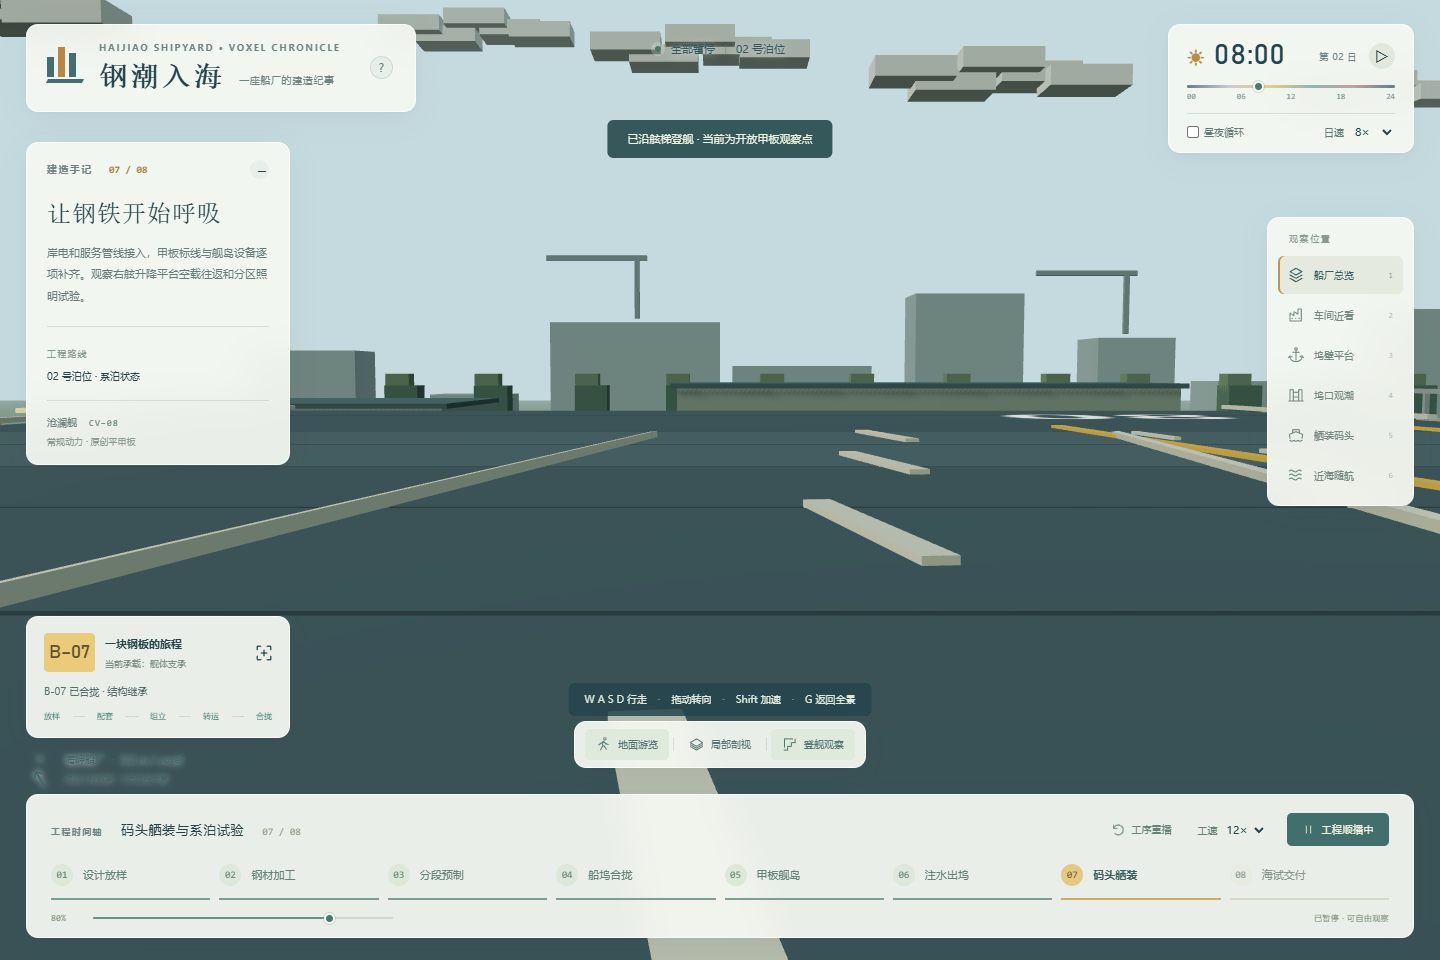 HAIJIAO SHIPYARD • VOXEL CHRONICLE
钢潮入海 一座船厂的建造纪事
?
全部暂停 02 号泊位
08:00 第 02 日
00 06 12 18 24
昼夜循环 日速 8×
已沿舷梯登舰 · 当前为开放甲板观察点
建造手记 07 / 08
让钢铁开始呼吸
岸电和服务管线接入，甲板标线与舰岛设备逐
项补齐。观察右舷升降平台空载往返和分区照
明试验。
工程路线
02 号泊位 · 系泊状态
沧澜舰 CV-08
常规动力 · 原创平甲板
观察位置
船厂总览 1
车间近看 2
坞壁平台 3
坞口观潮 4
舾装码头 5
近海随航 6
B-07 一块钢板的旅程
当前承载：舰体支承
B-07 已合拢 · 结构继承
放样 — 配套 — 组立 — 转运 — 合拢
W A S D 行走 · 拖动转向 · Shift 加速 · G 返回全景
地面游览 局部剖视 登舰观察
工程时间轴 码头舾装与系泊试验 07 / 08
工序重播 工速 12× 工程顺播中
01 设计放样
02 钢材加工
03 分段预制
04 船坞合拢
05 甲板舰岛
06 注水出坞
07 码头舾装
08 海试交付
80%
已暂停 · 可自由观察